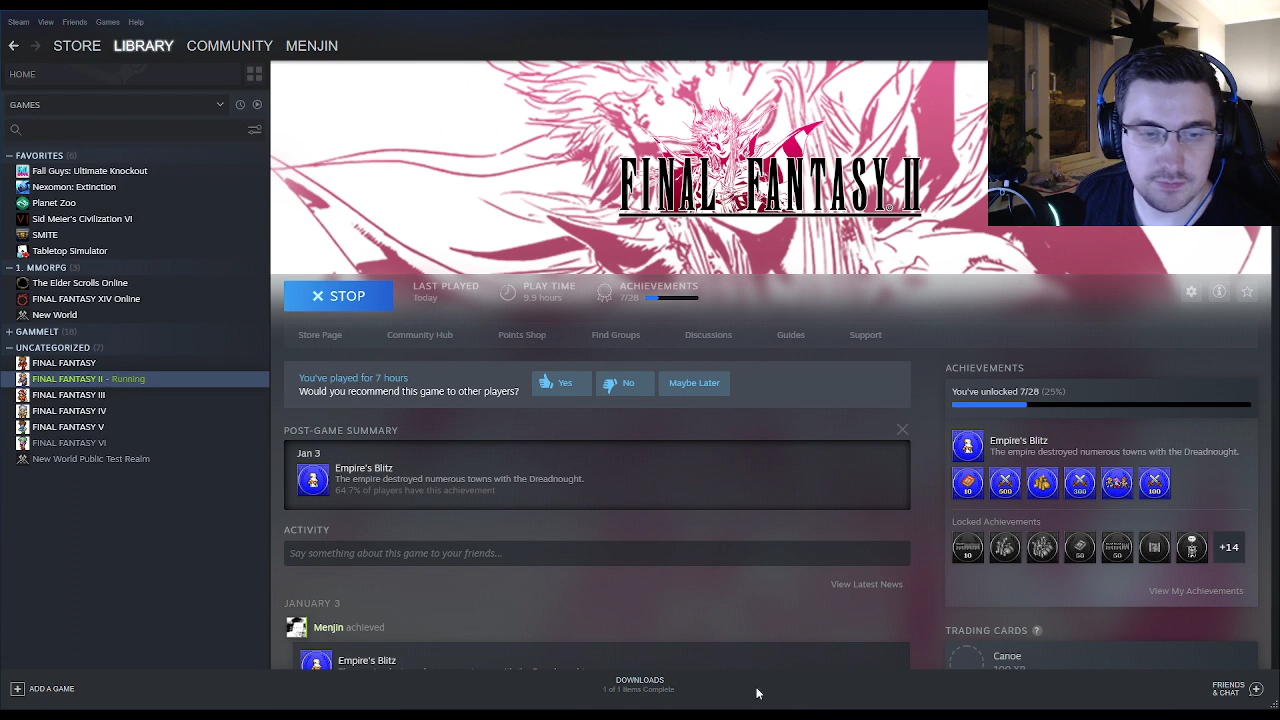 Steam View Friends Games Help
STORE LIBRARY COMMUNITY MENJIN
HOME
GAMES
FAVORITES (6)
Fall Guys: Ultimate Knockout
Planet Zoo
Sid Meier's Civilization VI
SMITE
Tabletop Simulator
1. MMORPG (3)
The Elder Scrolls Online
FINAL FANTASY XIV Online
New World
GAMMELT (18)
UNCATEGORIZED (7)
FINAL FANTASY
FINAL FANTASY II - Running
FINAL FANTASY III
FINAL FANTASY IV
FINAL FANTASY V
FINAL FANTASY VI
New World Public Test Realm
FINAL FANTASY II
STOP
LAST PLAYED
Today
PLAY TIME
9.9 hours
ACHIEVEMENTS
7/28
Store Page Community Hub Points Shop Find Groups Discussions Guides Support
You've played for 7 hours
Would you recommend this game to other players?
Yes No Maybe Later
POST-GAME SUMMARY
Jan 3
Empire's Blitz
The empire destroyed numerous towns with the Dreadnought.
64.7% of players have this achievement
ACTIVITY
Say something about this game to your friends...
View Latest News
JANUARY 3
Menjin achieved
Empire's Blitz
ACHIEVEMENTS
You've unlocked 7/28 (25%)
Empire's Blitz
The empire destroyed numerous towns with the Dreadnought.
10 500 300 100
Locked Achievements
10 50 50 +14
View My Achievements
TRADING CARDS ?
Canoe
100 XP
ADD A GAME
DOWNLOADS
1 of 1 Items Complete
FRIENDS
& CHAT